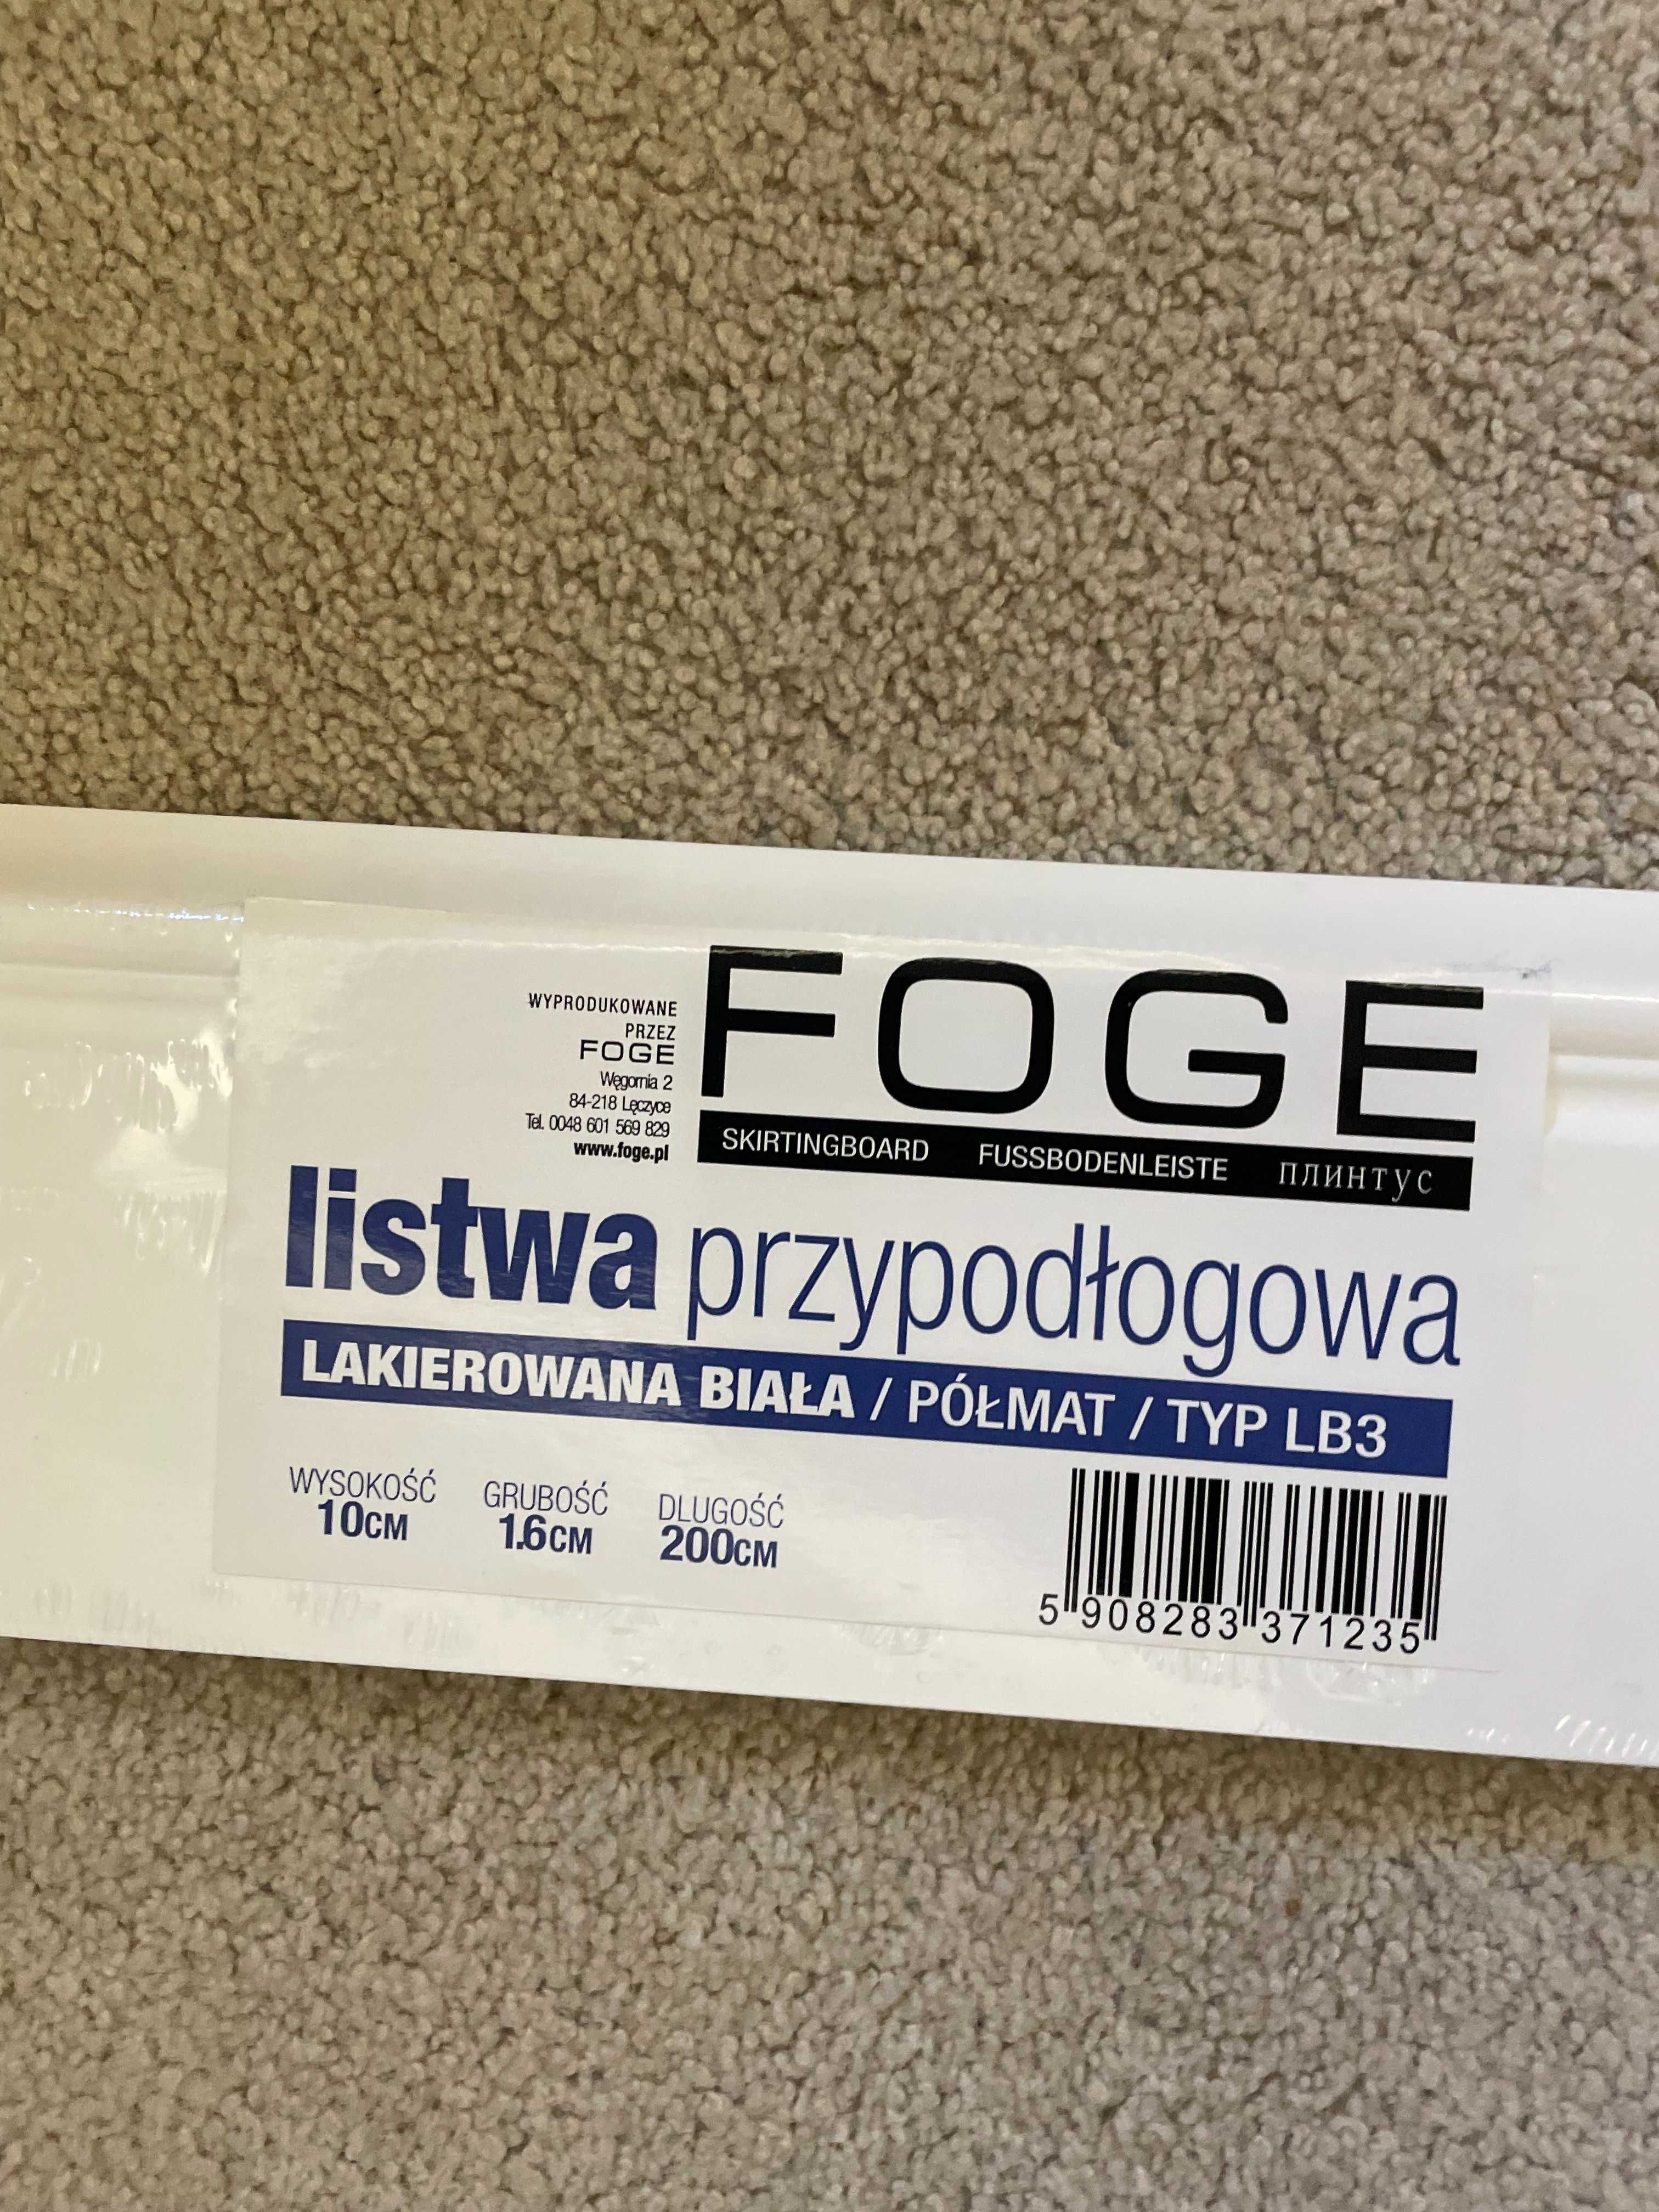 WYPRODUKOWANE
PRZEZ
FOGE
Węgornia 2
84-218 Łęczyce
Tel. 0048 601 569 829
www.foge.pl
FOGE
SKIRTINGBOARD FUSSBODENLEISTE ПЛИНТУС
listwa przypodłogowa
LAKIEROWANA BIAŁA / PÓŁMAT / TYP LB3
WYSOKOŚĆ GRUBOŚĆ DLUGOŚĆ
10CM 1.6CM 200CM
5 908283 371235